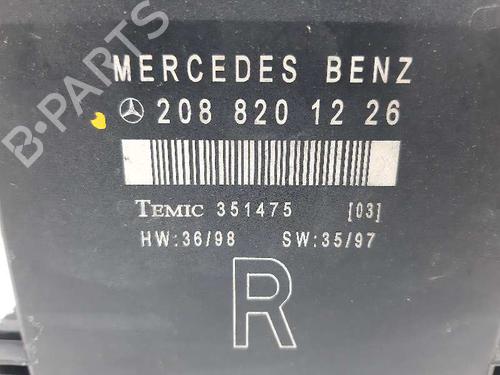 MERCEDES BENZ
208 820 12 26
TEMIC 351475 [03]
HW:36/98 SW:35/97
R
B-PARTS